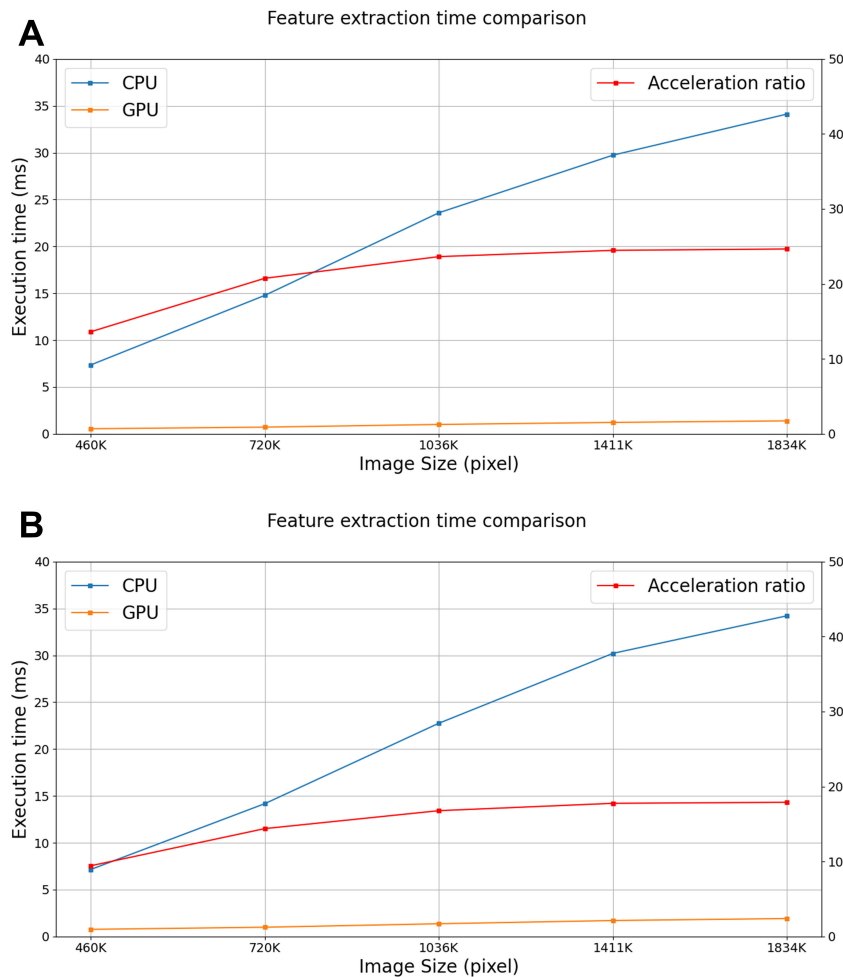 A
Feature extraction time comparison
CPU
GPU
Acceleration ratio
40
35
30
25
20
15
10
5
0
Execution time (ms)
50
40
30
20
10
0
460K 720K 1036K 1411K 1834K
Image Size (pixel)
B
Feature extraction time comparison
CPU
GPU
Acceleration ratio
40
35
30
25
20
15
10
5
0
Execution time (ms)
50
40
30
20
10
0
460K 720K 1036K 1411K 1834K
Image Size (pixel)